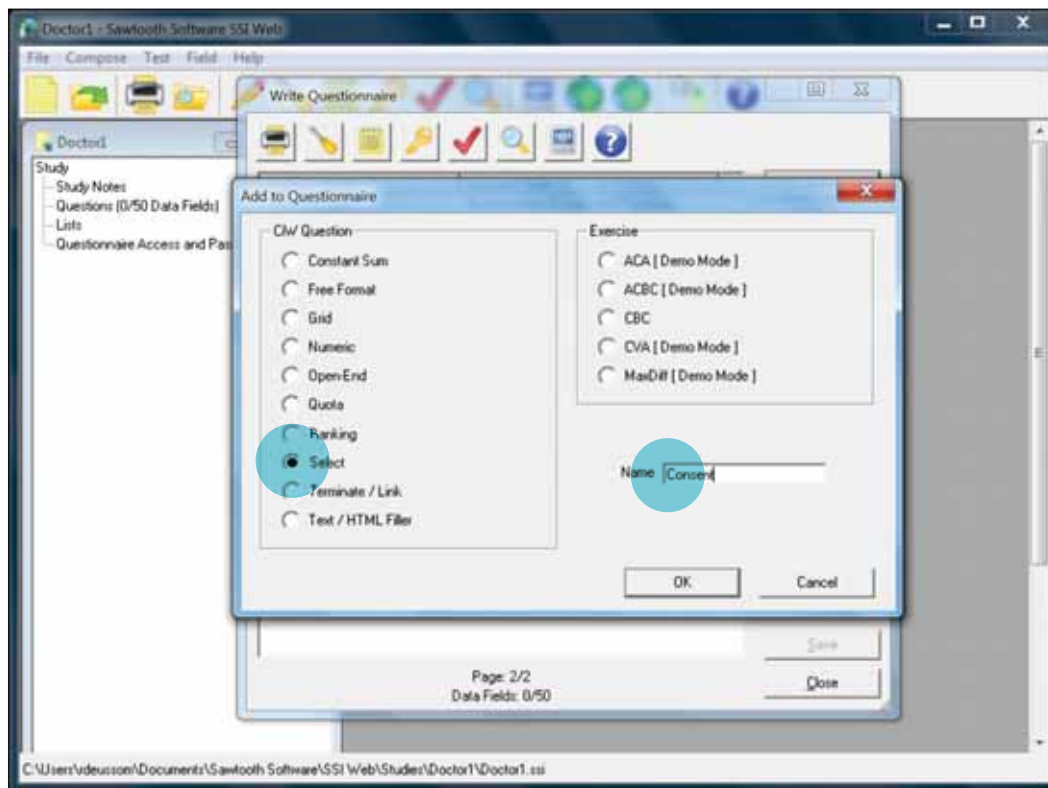 Doctor1 - Sawtooth Software SSI Web
File Compose Test Field Help
Write Questionnaire
Doctor1
Study
Study Notes
Questions (0/50 Data Fields)
Lists
Questionnaire Access and Pas
Add to Questionnaire
CiW Question
Constant Sum
Free Format
Grid
Numeric
Open-End
Quota
Ranking
Select
Terminate / Link
Text / HTML Filler
Exercise
ACA [ Demo Mode ]
ACBC [ Demo Mode ]
CBC
CVA [ Demo Mode ]
MaxDiff [ Demo Mode ]
Name Consent
OK Cancel
Save
Page: 2/2
Data Fields: 0/50
Close
C:\Users\vdeussom\Documents\Sawtooth Software\SSI Web\Studies\Doctor1\Doctor1.ssi